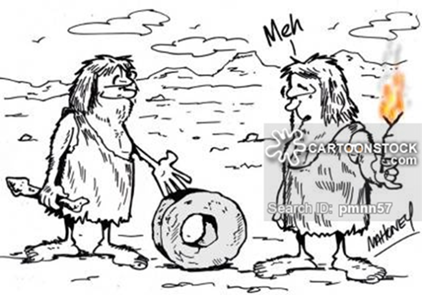 Meh
CARTOONSTOCK
.com
Search ID: pmnn57
MAHONEY